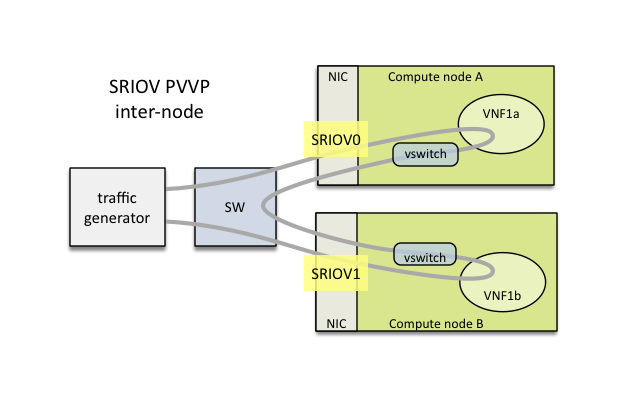 SRIOV PVVP
inter-node
NIC
Compute node A
VNF1a
SRIOV0
vswitch
traffic
generator
SW
vswitch
SRIOV1
VNF1b
NIC
Compute node B